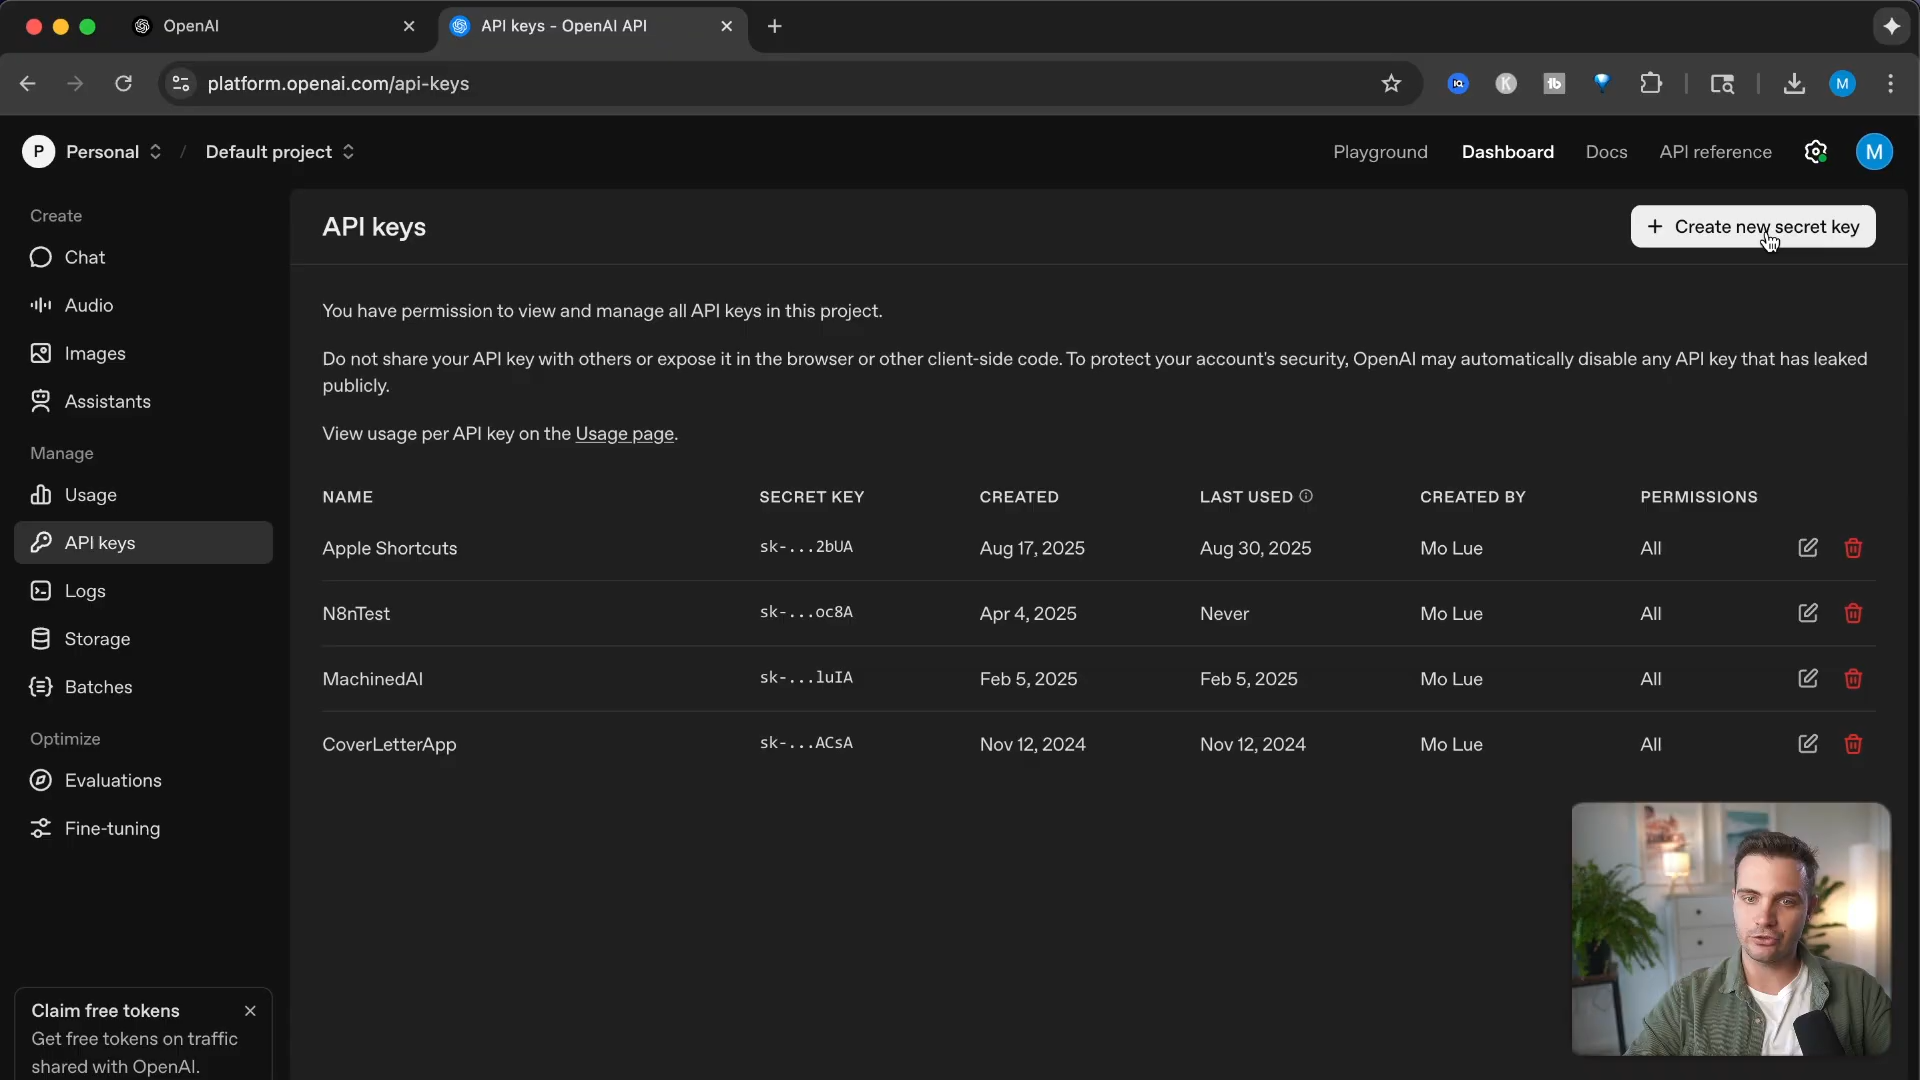 OpenAI
API keys - OpenAI API
platform.openai.com/api-keys
M
P Personal / Default project
Playground Dashboard Docs API reference M
Create
Chat
Audio
Images
Assistants
Manage
Usage
API keys
Logs
Storage
Batches
Optimize
Evaluations
Fine-tuning
Claim free tokens
Get free tokens on traffic
shared with OpenAI.
API keys
+ Create new secret key
You have permission to view and manage all API keys in this project.
Do not share your API key with others or expose it in the browser or other client-side code. To protect your account's security, OpenAI may automatically disable any API key that has leaked
publicly.
View usage per API key on the Usage page.
NAME SECRET KEY CREATED LAST USED CREATED BY PERMISSIONS
Apple Shortcuts sk-...2bUA Aug 17, 2025 Aug 30, 2025 Mo Lue All
N8nTest sk-...oc8A Apr 4, 2025 Never Mo Lue All
MachinedAI sk-...luIA Feb 5, 2025 Feb 5, 2025 Mo Lue All
CoverLetterApp sk-...ACsA Nov 12, 2024 Nov 12, 2024 Mo Lue All